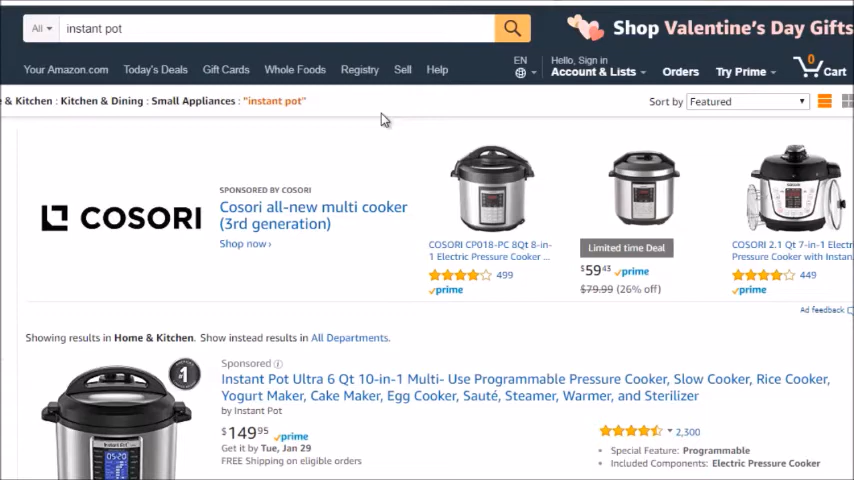 All
instant pot
Shop Valentine's Day Gifts
Your Amazon.com
Today's Deals
Gift Cards
Whole Foods
Registry
Sell
Help
EN
Hello, Sign in
Account & Lists
Orders
Try Prime
0
Cart
e & Kitchen : Kitchen & Dining : Small Appliances : "instant pot"
Sort by
Featured
COSORI
SPONSORED BY COSORI
Cosori all-new multi cooker
(3rd generation)
Shop now›
COSORI CP018-PC 8Qt 8-in-
1 Electric Pressure Cooker ...
499
prime
Limited time Deal
$59⁴³ prime
$79.99 (26% off)
COSORI 2.1 Qt 7-in-1 Electr
Pressure Cooker with Instan
449
prime
Ad feedback
Showing results in Home & Kitchen. Show instead results in All Departments.
#1
05:20
Sponsored
Instant Pot Ultra 6 Qt 10-in-1 Multi- Use Programmable Pressure Cooker, Slow Cooker, Rice Cooker,
Yogurt Maker, Cake Maker, Egg Cooker, Sauté, Steamer, Warmer, and Sterilizer
by Instant Pot
$149⁹⁵ prime
Get it by Tue, Jan 29
FREE Shipping on eligible orders
2,300
• Special Feature: Programmable
• Included Components: Electric Pressure Cooker